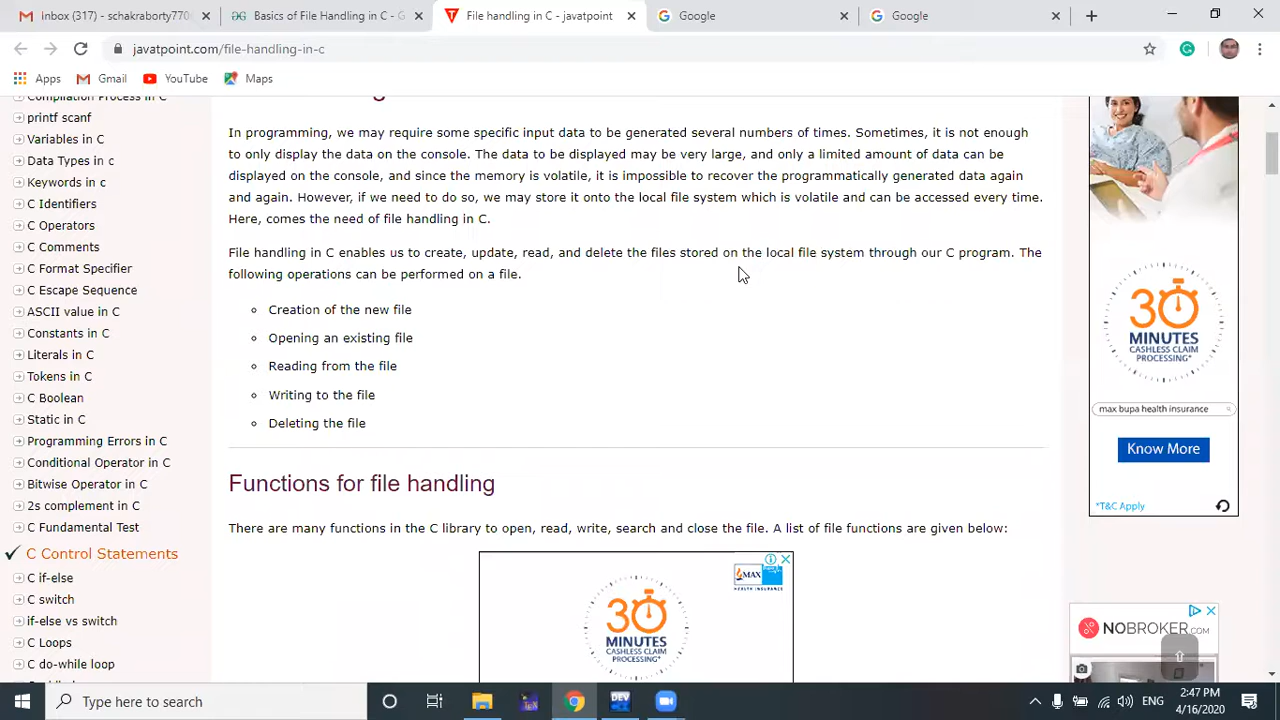 Inbox (317) - schakraborty77
Basics of File Handling in C - G
File handling in C - javatpoint
Google
Google
javatpoint.com/file-handling-in-c
Apps
Gmail
YouTube
Maps
Compilation Process in C
printf scanf
Variables in C
Data Types in c
Keywords in c
C Identifiers
C Operators
C Comments
C Format Specifier
C Escape Sequence
ASCII value in C
Constants in C
Literals in C
Tokens in C
C Boolean
Static in C
Programming Errors in C
Conditional Operator in C
Bitwise Operator in C
2s complement in C
C Fundamental Test
C Control Statements
C if-else
C switch
if-else vs switch
C Loops
C do-while loop
In programming, we may require some specific input data to be generated several numbers of times. Sometimes, it is not enough
to only display the data on the console. The data to be displayed may be very large, and only a limited amount of data can be
displayed on the console, and since the memory is volatile, it is impossible to recover the programmatically generated data again
and again. However, if we need to do so, we may store it onto the local file system which is volatile and can be accessed every time.
Here, comes the need of file handling in C.
File handling in C enables us to create, update, read, and delete the files stored on the local file system through our C program. The
following operations can be performed on a file.
Creation of the new file
Opening an existing file
Reading from the file
Writing to the file
Deleting the file
Functions for file handling
There are many functions in the C library to open, read, write, search and close the file. A list of file functions are given below:
MAX
HEALTH INSURANCE
30
MINUTES
CASHLESS CLAIM
PROCESSING*
30
MINUTES
CASHLESS CLAIM
PROCESSING*
max bupa health insurance
Know More
*T&C Apply
NOBROKER.COM
Type here to search
DEV
ENG
2:47 PM
4/16/2020